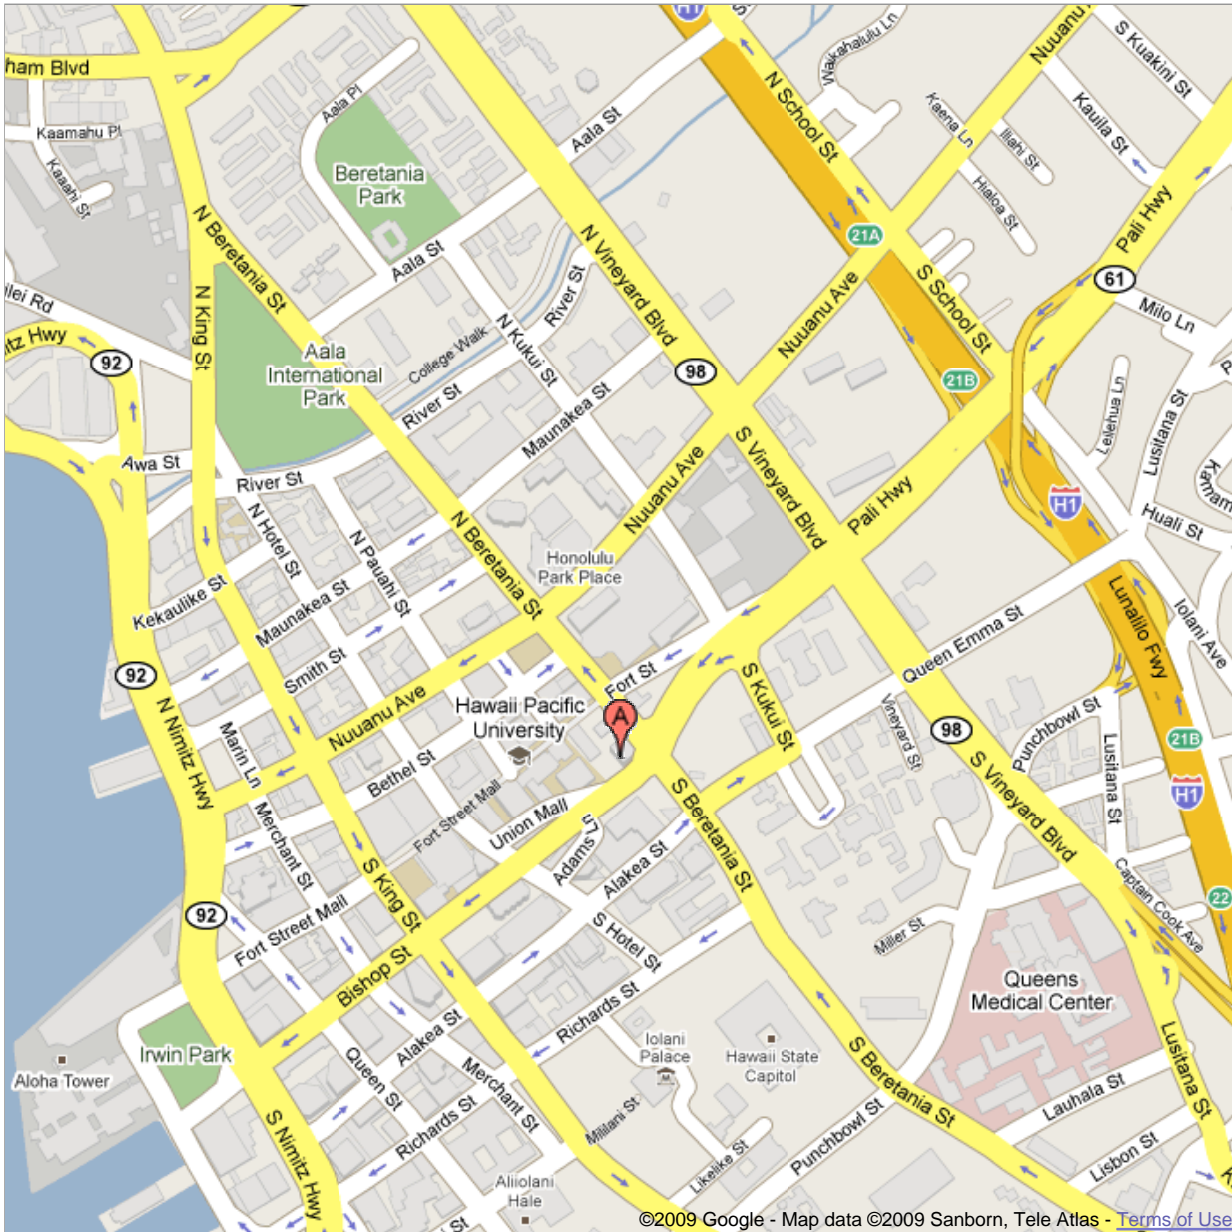 H1
ham Blvd
Kaamahu Pl
Kaaahi St
Aala Pl
Aala St
Beretania
Park
Aala St
N School St
Waikahalulu Ln
Nuuanu
S Kuakini St
Kauila St
Kaena Ln
Iliahi St
Hialoa St
Pali Hwy
61
Milo Ln
21A
S School St
N Beretania St
N King St
N Vineyard Blvd
River St
Nuuanu Ave
ilei Rd
itz Hwy
92
Aala
International
Park
College Walk
N Kukui St
River St
Maunakea St
98
21B
Leilehua Ln
Lusitana St
Kamam
Awa St
River St
N Hotel St
N Pauahi St
N Beretania St
Nuuanu Ave
S Vineyard Blvd
Pali Hwy
H1
Huali St
Honolulu
Park Place
Kekaulike St
Maunakea St
Smith St
Lunalilo Fwy
Iolani Ave
Queen Emma St
92
N Nimitz Hwy
Marin Ln
Nuuanu Ave
Hawaii Pacific
University
Fort St
A
S Kukui St
Vineyard St
98
Punchbowl St
Lusitana St
21B
H1
Bethel St
Merchant St
Fort Street Mall
Union Mall
Adams Ln
Alakea St
S Beretania St
S Vineyard Blvd
Captain Cook Ave
22
92
Fort Street Mall
S King St
Bishop St
S Hotel St
Miller St
Queens
Medical Center
Richards St
Irwin Park
Aloha Tower
Alakea St
Queen St
Merchant St
Richards St
Iolani
Palace
Hawaii State
Capitol
S Beretania St
Lusitana St
Lauhala St
Lisbon St
S Nimitz Hwy
Mililani St
Likelike St
Punchbowl St
Aliiolani
Hale
©2009 Google - Map data ©2009 Sanborn, Tele Atlas - Terms of Use